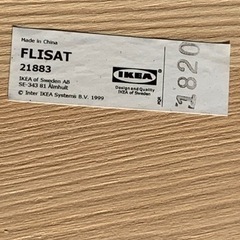 Made in China
FLISAT
21883
IKEA of Sweden AB
SE-343 81 Älmhult
© Inter IKEA Systems B.V. 1999
IKEA
Design and Quality
IKEA of Sweden
1820